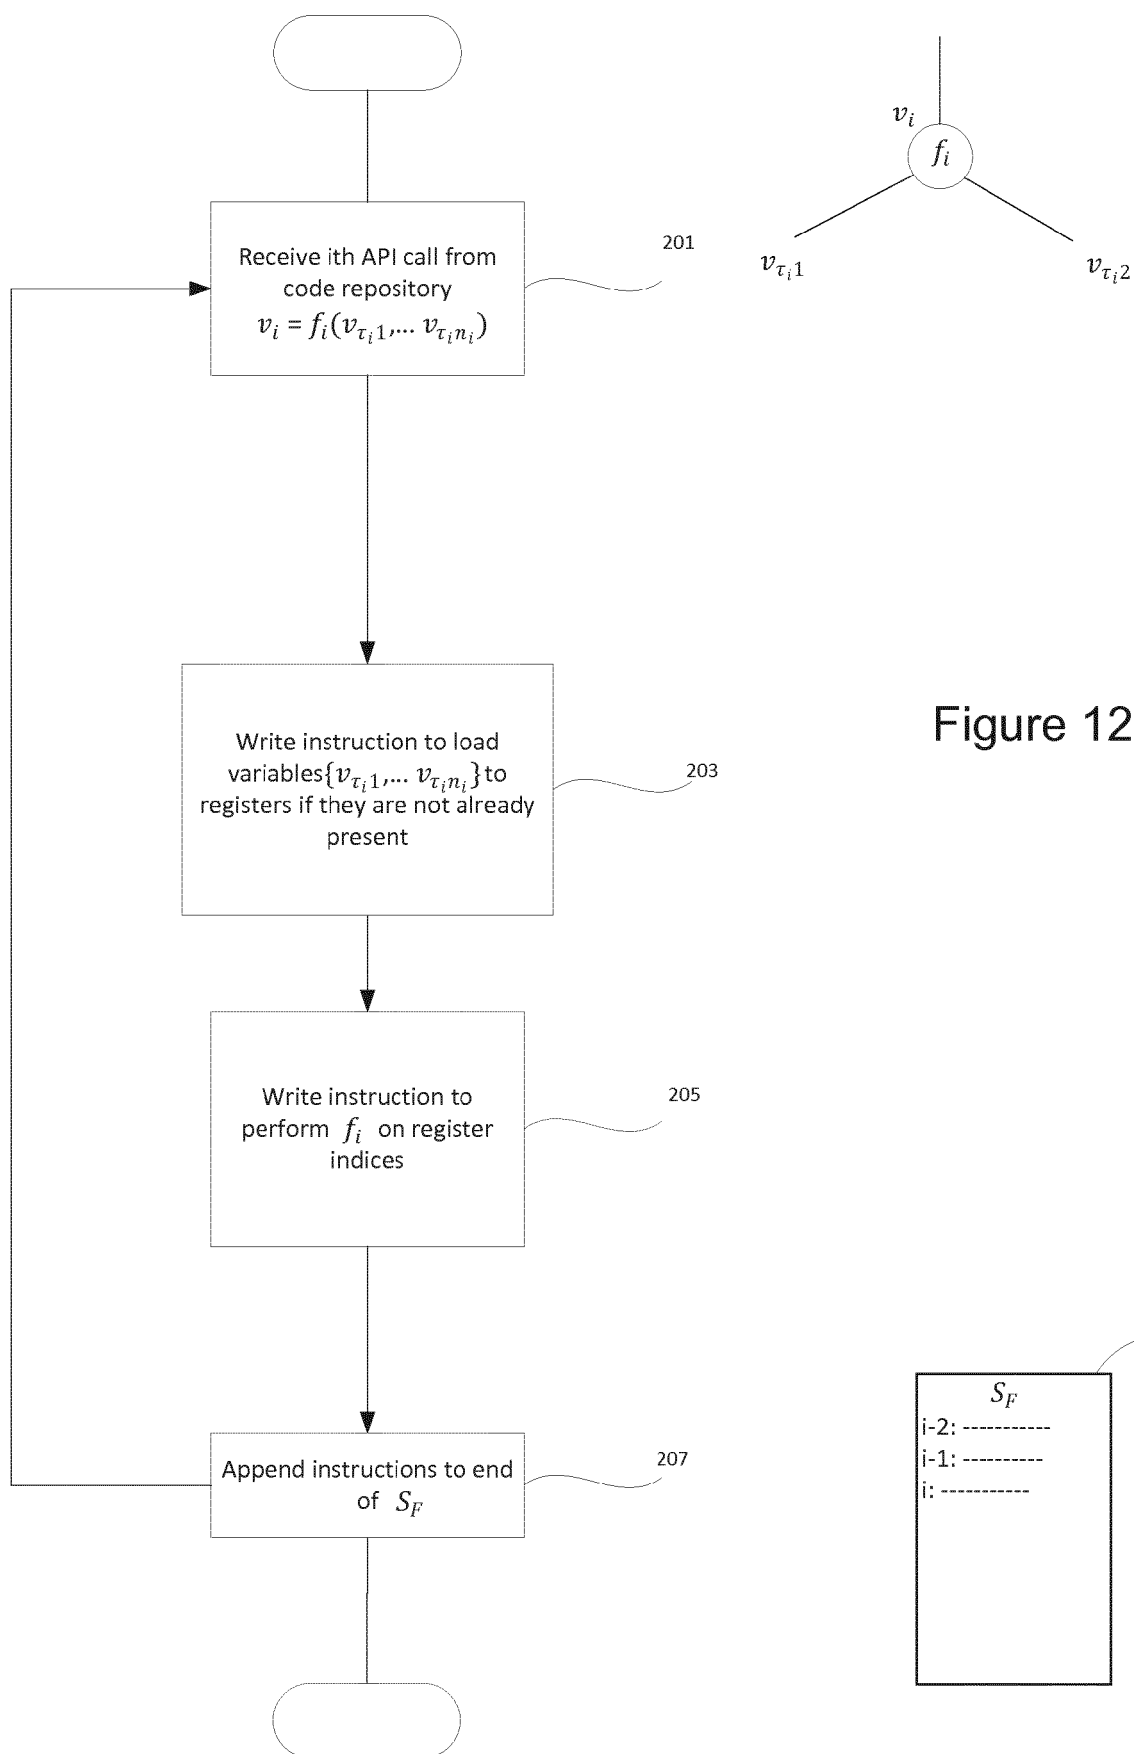 Receive ith API call from
code repository
v_i = f_i(v_{τ_i1},... v_{τ_in_i})
201
v_i
f_i
v_{τ_i1}
v_{τ_i2}
Write instruction to load
variables{v_{τ_i1},... v_{τ_in_i}} to
registers if they are not already
present
203
Figure 12
Write instruction to
perform f_i on register
indices
205
Append instructions to end
of S_F
207
S_F
i-2: -----------
i-1: ----------
i: -----------